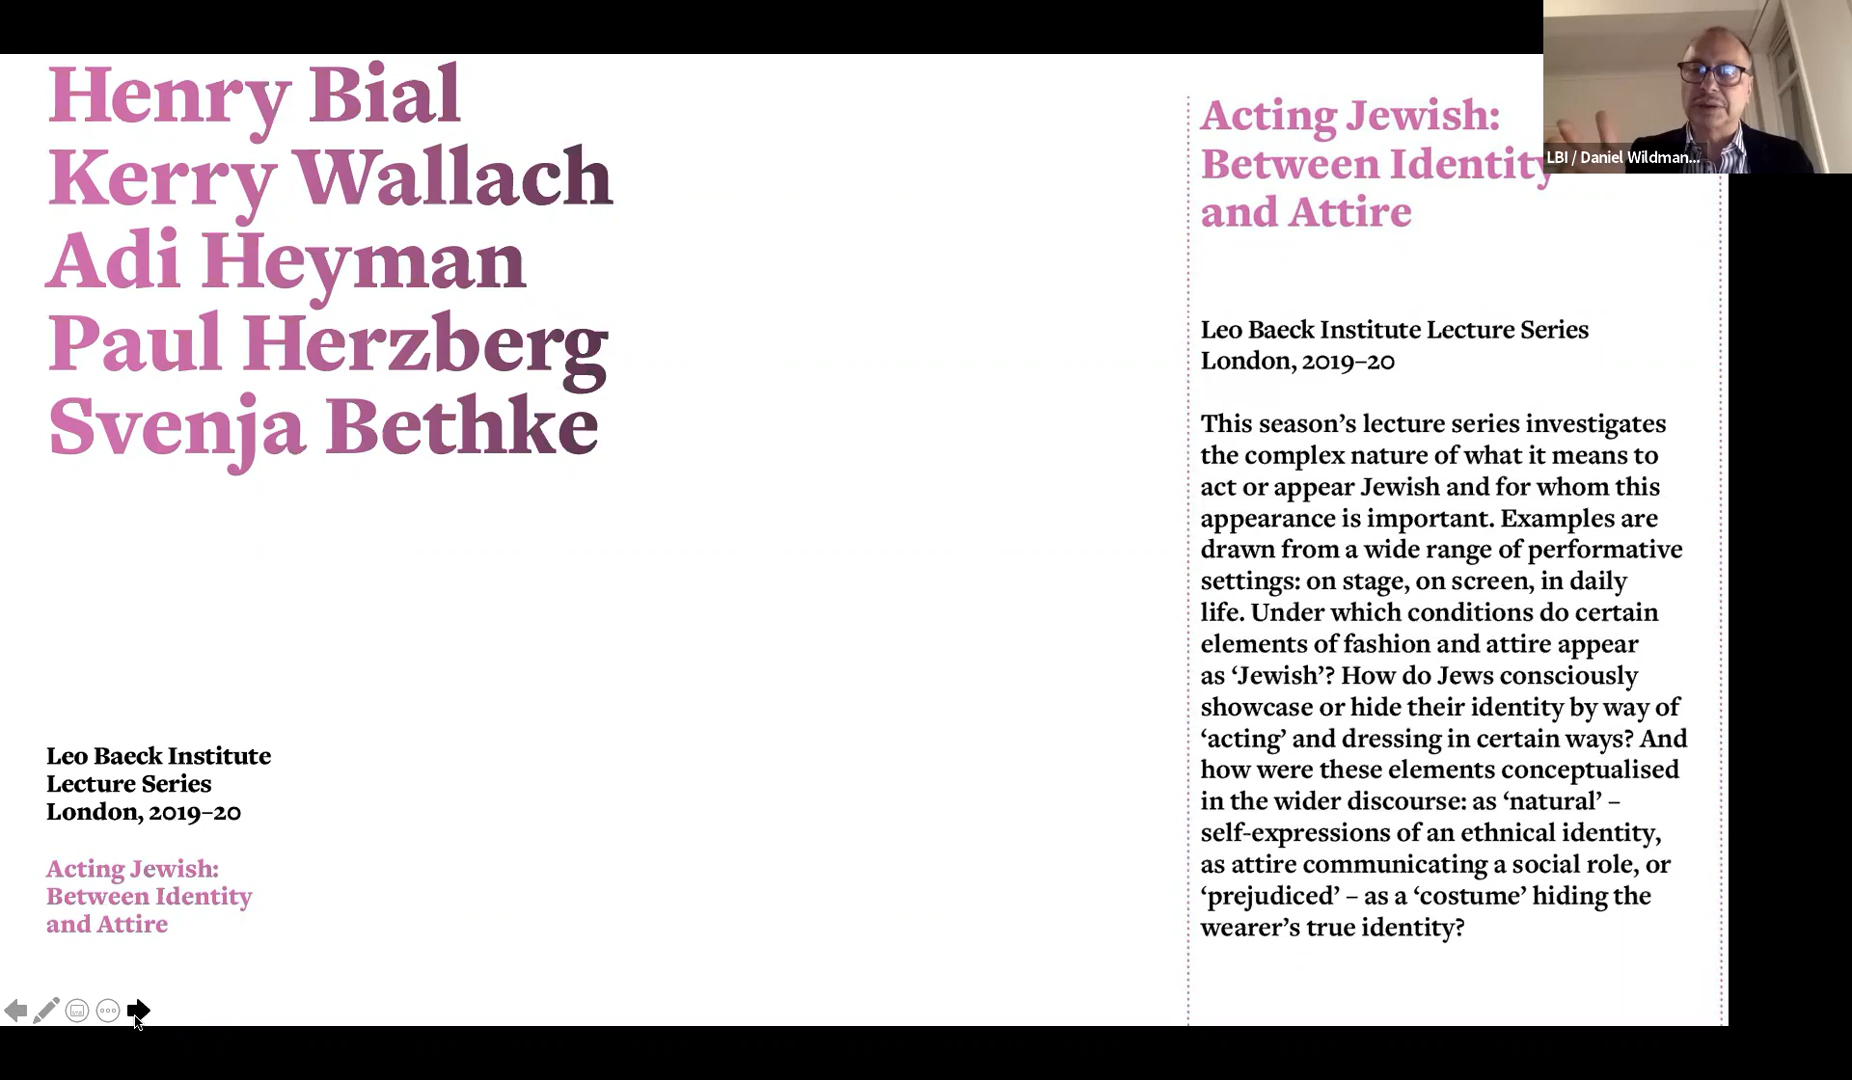 Henry Bial
Kerry Wallach
Adi Heyman
Paul Herzberg
Svenja Bethke
Leo Baeck Institute
Lecture Series
London, 2019–20
Acting Jewish:
Between Identity
and Attire
Acting Jewish:
Between Identity
and Attire
Leo Baeck Institute Lecture Series
London, 2019–20
This season’s lecture series investigates
the complex nature of what it means to
act or appear Jewish and for whom this
appearance is important. Examples are
drawn from a wide range of performative
settings: on stage, on screen, in daily
life. Under which conditions do certain
elements of fashion and attire appear
as ‘Jewish’? How do Jews consciously
showcase or hide their identity by way of
‘acting’ and dressing in certain ways? And
how were these elements conceptualised
in the wider discourse: as ‘natural’ –
self-expressions of an ethnical identity,
as attire communicating a social role, or
‘prejudiced’ – as a ‘costume’ hiding the
wearer’s true identity?
LBI / Daniel Wildman...